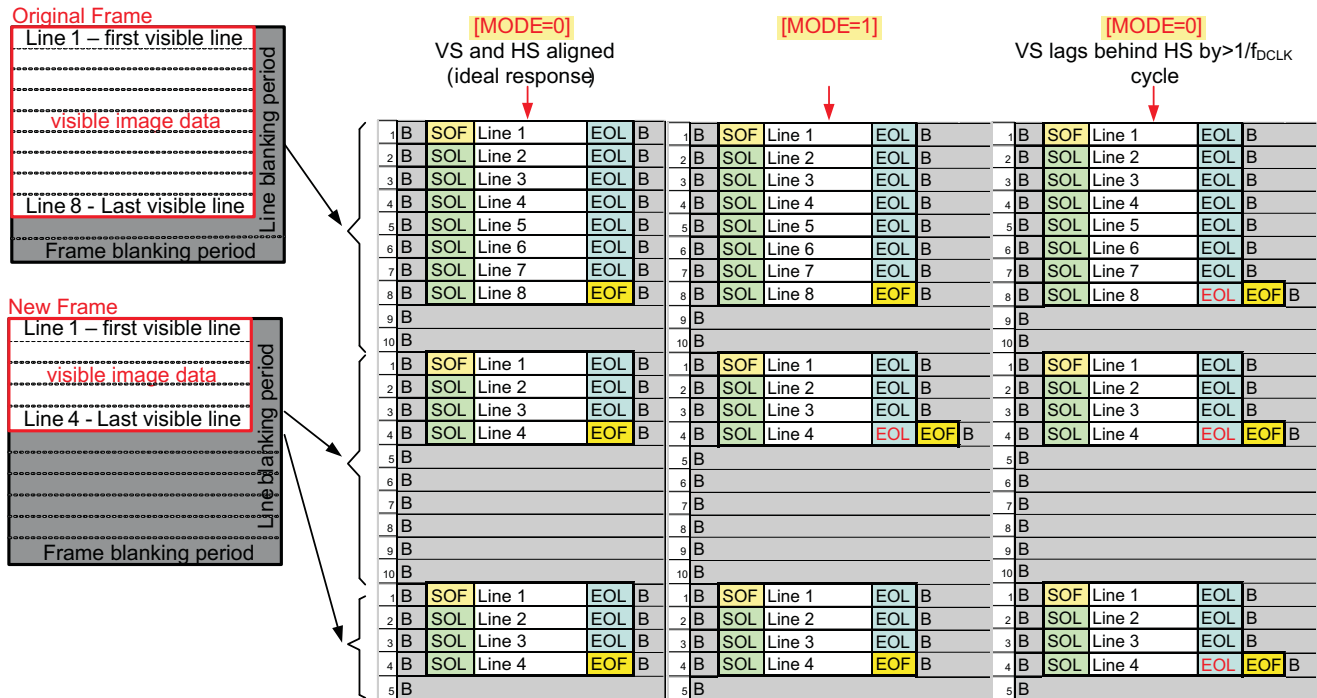 Original Frame
Line 1 – first visible line
visible image data
Line 8 - Last visible line
Frame blanking period
Line blanking period
New Frame
Line 1 – first visible line
visible image data
Line 4 - Last visible line
Frame blanking period
Line blanking period
[MODE=0]
VS and HS aligned
(ideal response)
1 B SOF Line 1 EOL B
2 B SOL Line 2 EOL B
3 B SOL Line 3 EOL B
4 B SOL Line 4 EOL B
5 B SOL Line 5 EOL B
6 B SOL Line 6 EOL B
7 B SOL Line 7 EOL B
8 B SOL Line 8 EOF B
9 B
10 B
1 B SOF Line 1 EOL B
2 B SOL Line 2 EOL B
3 B SOL Line 3 EOL B
4 B SOL Line 4 EOF B
5 B
6 B
7 B
8 B
9 B
10 B
1 B SOF Line 1 EOL B
2 B SOL Line 2 EOL B
3 B SOL Line 3 EOL B
4 B SOL Line 4 EOF B
5 B
[MODE=1]
1 B SOF Line 1 EOL B
2 B SOL Line 2 EOL B
3 B SOL Line 3 EOL B
4 B SOL Line 4 EOL B
5 B SOL Line 5 EOL B
6 B SOL Line 6 EOL B
7 B SOL Line 7 EOL B
8 B SOL Line 8 EOF B
9 B
10 B
1 B SOF Line 1 EOL B
2 B SOL Line 2 EOL B
3 B SOL Line 3 EOL B
4 B SOL Line 4 EOL EOF B
5 B
6 B
7 B
8 B
9 B
10 B
1 B SOF Line 1 EOL B
2 B SOL Line 2 EOL B
3 B SOL Line 3 EOL B
4 B SOL Line 4 EOF B
5 B
[MODE=0]
VS lags behind HS by>1/fDCLK
cycle
1 B SOF Line 1 EOL B
2 B SOL Line 2 EOL B
3 B SOL Line 3 EOL B
4 B SOL Line 4 EOL B
5 B SOL Line 5 EOL B
6 B SOL Line 6 EOL B
7 B SOL Line 7 EOL B
8 B SOL Line 8 EOL EOF B
9 B
10 B
1 B SOF Line 1 EOL B
2 B SOL Line 2 EOL B
3 B SOL Line 3 EOL B
4 B SOL Line 4 EOL EOF B
5 B
6 B
7 B
8 B
9 B
10 B
1 B SOF Line 1 EOL B
2 B SOL Line 2 EOL B
3 B SOL Line 3 EOL B
4 B SOL Line 4 EOL EOF B
5 B